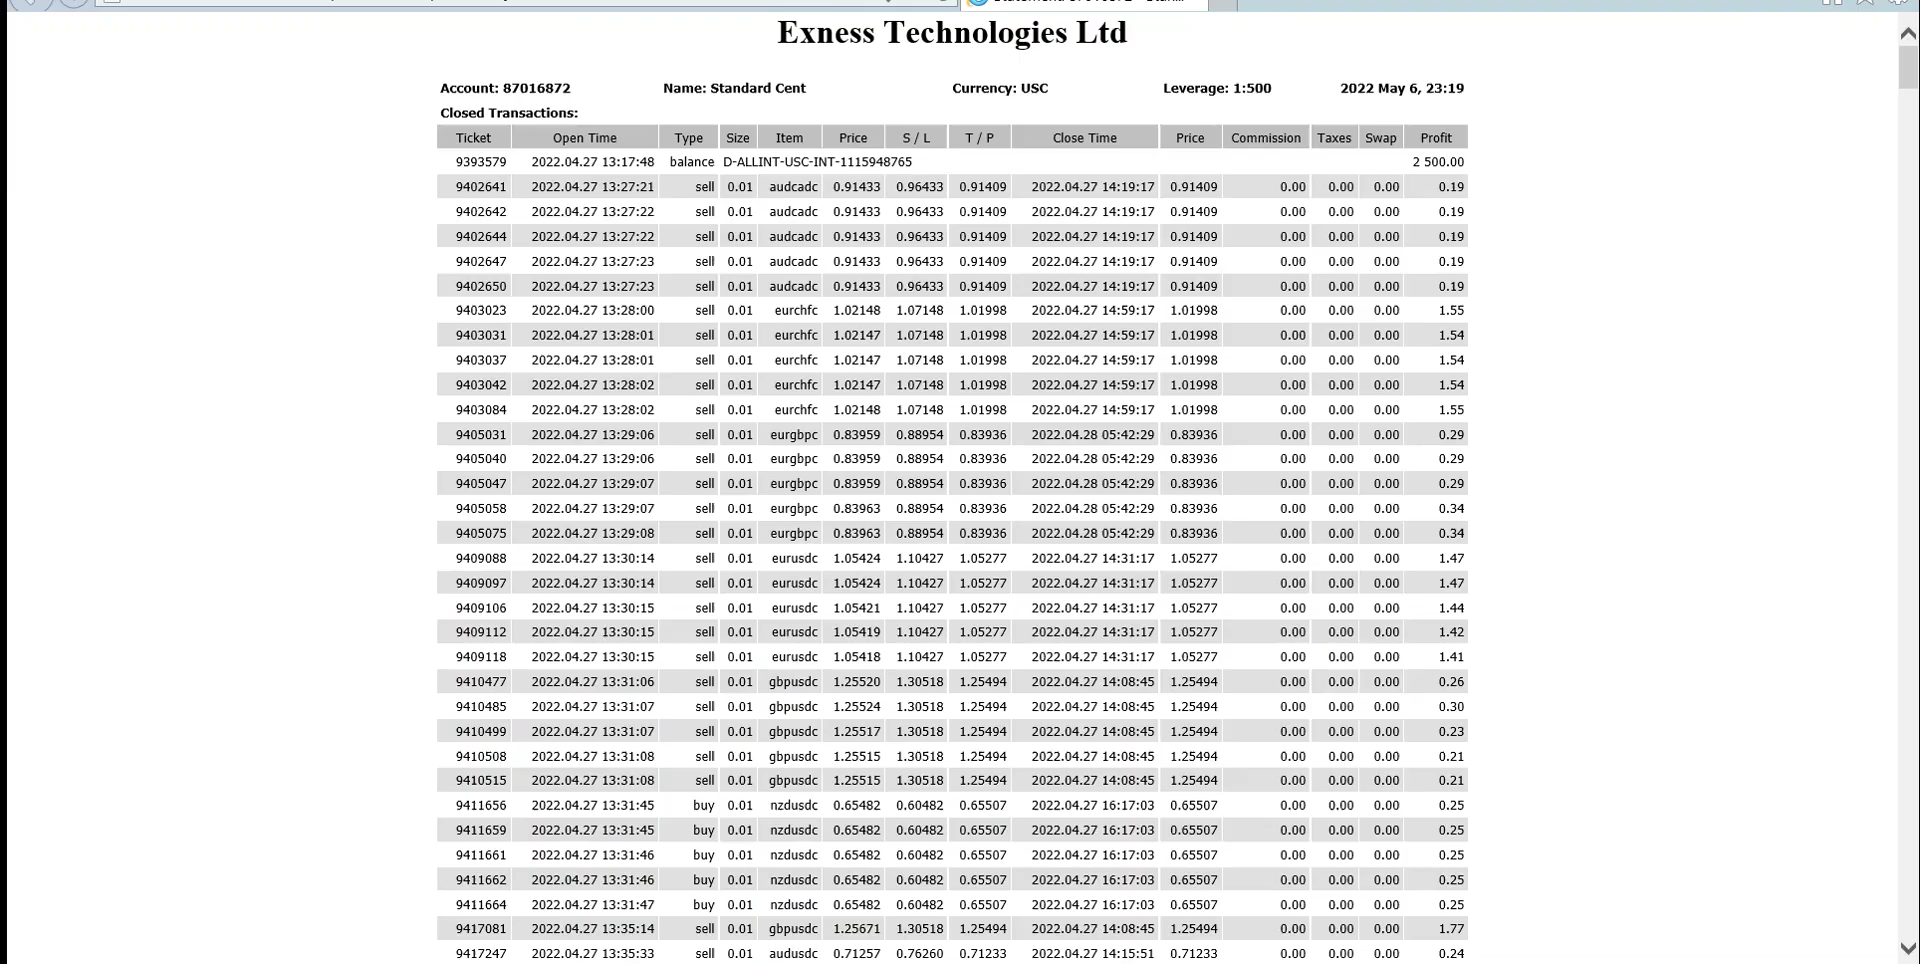 Exness Technologies Ltd
Account: 87016872 Name: Standard Cent Currency: USC Leverage: 1:500 2022 May 6, 23:19
Closed Transactions:
Ticket Open Time Type Size Item Price S / L T / P Close Time Price Commission Taxes Swap Profit
9393579 2022.04.27 13:17:48 balance D-ALLINT-USC-INT-1115948765 2 500.00
9402641 2022.04.27 13:27:21 sell 0.01 audcadc 0.91433 0.96433 0.91409 2022.04.27 14:19:17 0.91409 0.00 0.00 0.00 0.19
9402642 2022.04.27 13:27:22 sell 0.01 audcadc 0.91433 0.96433 0.91409 2022.04.27 14:19:17 0.91409 0.00 0.00 0.00 0.19
9402644 2022.04.27 13:27:22 sell 0.01 audcadc 0.91433 0.96433 0.91409 2022.04.27 14:19:17 0.91409 0.00 0.00 0.00 0.19
9402647 2022.04.27 13:27:23 sell 0.01 audcadc 0.91433 0.96433 0.91409 2022.04.27 14:19:17 0.91409 0.00 0.00 0.00 0.19
9402650 2022.04.27 13:27:23 sell 0.01 audcadc 0.91433 0.96433 0.91409 2022.04.27 14:19:17 0.91409 0.00 0.00 0.00 0.19
9403023 2022.04.27 13:28:00 sell 0.01 eurchfc 1.02148 1.07148 1.01998 2022.04.27 14:59:17 1.01998 0.00 0.00 0.00 1.55
9403031 2022.04.27 13:28:01 sell 0.01 eurchfc 1.02147 1.07148 1.01998 2022.04.27 14:59:17 1.01998 0.00 0.00 0.00 1.54
9403037 2022.04.27 13:28:01 sell 0.01 eurchfc 1.02147 1.07148 1.01998 2022.04.27 14:59:17 1.01998 0.00 0.00 0.00 1.54
9403042 2022.04.27 13:28:02 sell 0.01 eurchfc 1.02147 1.07148 1.01998 2022.04.27 14:59:17 1.01998 0.00 0.00 0.00 1.54
9403084 2022.04.27 13:28:02 sell 0.01 eurchfc 1.02148 1.07148 1.01998 2022.04.27 14:59:17 1.01998 0.00 0.00 0.00 1.55
9405031 2022.04.27 13:29:06 sell 0.01 eurgbpc 0.83959 0.88954 0.83936 2022.04.28 05:42:29 0.83936 0.00 0.00 0.00 0.29
9405040 2022.04.27 13:29:06 sell 0.01 eurgbpc 0.83959 0.88954 0.83936 2022.04.28 05:42:29 0.83936 0.00 0.00 0.00 0.29
9405047 2022.04.27 13:29:07 sell 0.01 eurgbpc 0.83959 0.88954 0.83936 2022.04.28 05:42:29 0.83936 0.00 0.00 0.00 0.29
9405058 2022.04.27 13:29:07 sell 0.01 eurgbpc 0.83963 0.88954 0.83936 2022.04.28 05:42:29 0.83936 0.00 0.00 0.00 0.34
9405075 2022.04.27 13:29:08 sell 0.01 eurgbpc 0.83963 0.88954 0.83936 2022.04.28 05:42:29 0.83936 0.00 0.00 0.00 0.34
9409088 2022.04.27 13:30:14 sell 0.01 eurusdc 1.05424 1.10427 1.05277 2022.04.27 14:31:17 1.05277 0.00 0.00 0.00 1.47
9409097 2022.04.27 13:30:14 sell 0.01 eurusdc 1.05424 1.10427 1.05277 2022.04.27 14:31:17 1.05277 0.00 0.00 0.00 1.47
9409106 2022.04.27 13:30:15 sell 0.01 eurusdc 1.05421 1.10427 1.05277 2022.04.27 14:31:17 1.05277 0.00 0.00 0.00 1.44
9409112 2022.04.27 13:30:15 sell 0.01 eurusdc 1.05419 1.10427 1.05277 2022.04.27 14:31:17 1.05277 0.00 0.00 0.00 1.42
9409118 2022.04.27 13:30:15 sell 0.01 eurusdc 1.05418 1.10427 1.05277 2022.04.27 14:31:17 1.05277 0.00 0.00 0.00 1.41
9410477 2022.04.27 13:31:06 sell 0.01 gbpusdc 1.25520 1.30518 1.25494 2022.04.27 14:08:45 1.25494 0.00 0.00 0.00 0.26
9410485 2022.04.27 13:31:07 sell 0.01 gbpusdc 1.25524 1.30518 1.25494 2022.04.27 14:08:45 1.25494 0.00 0.00 0.00 0.30
9410499 2022.04.27 13:31:07 sell 0.01 gbpusdc 1.25517 1.30518 1.25494 2022.04.27 14:08:45 1.25494 0.00 0.00 0.00 0.23
9410508 2022.04.27 13:31:08 sell 0.01 gbpusdc 1.25515 1.30518 1.25494 2022.04.27 14:08:45 1.25494 0.00 0.00 0.00 0.21
9410515 2022.04.27 13:31:08 sell 0.01 gbpusdc 1.25515 1.30518 1.25494 2022.04.27 14:08:45 1.25494 0.00 0.00 0.00 0.21
9411656 2022.04.27 13:31:45 buy 0.01 nzdusdc 0.65482 0.60482 0.65507 2022.04.27 16:17:03 0.65507 0.00 0.00 0.00 0.25
9411659 2022.04.27 13:31:45 buy 0.01 nzdusdc 0.65482 0.60482 0.65507 2022.04.27 16:17:03 0.65507 0.00 0.00 0.00 0.25
9411661 2022.04.27 13:31:46 buy 0.01 nzdusdc 0.65482 0.60482 0.65507 2022.04.27 16:17:03 0.65507 0.00 0.00 0.00 0.25
9411662 2022.04.27 13:31:46 buy 0.01 nzdusdc 0.65482 0.60482 0.65507 2022.04.27 16:17:03 0.65507 0.00 0.00 0.00 0.25
9411664 2022.04.27 13:31:47 buy 0.01 nzdusdc 0.65482 0.60482 0.65507 2022.04.27 16:17:03 0.65507 0.00 0.00 0.00 0.25
9417081 2022.04.27 13:35:14 sell 0.01 gbpusdc 1.25671 1.30518 1.25494 2022.04.27 14:08:45 1.25494 0.00 0.00 0.00 1.77
9417247 2022.04.27 13:35:33 sell 0.01 audusdc 0.71257 0.76260 0.71233 2022.04.27 14:15:51 0.71233 0.00 0.00 0.00 0.24